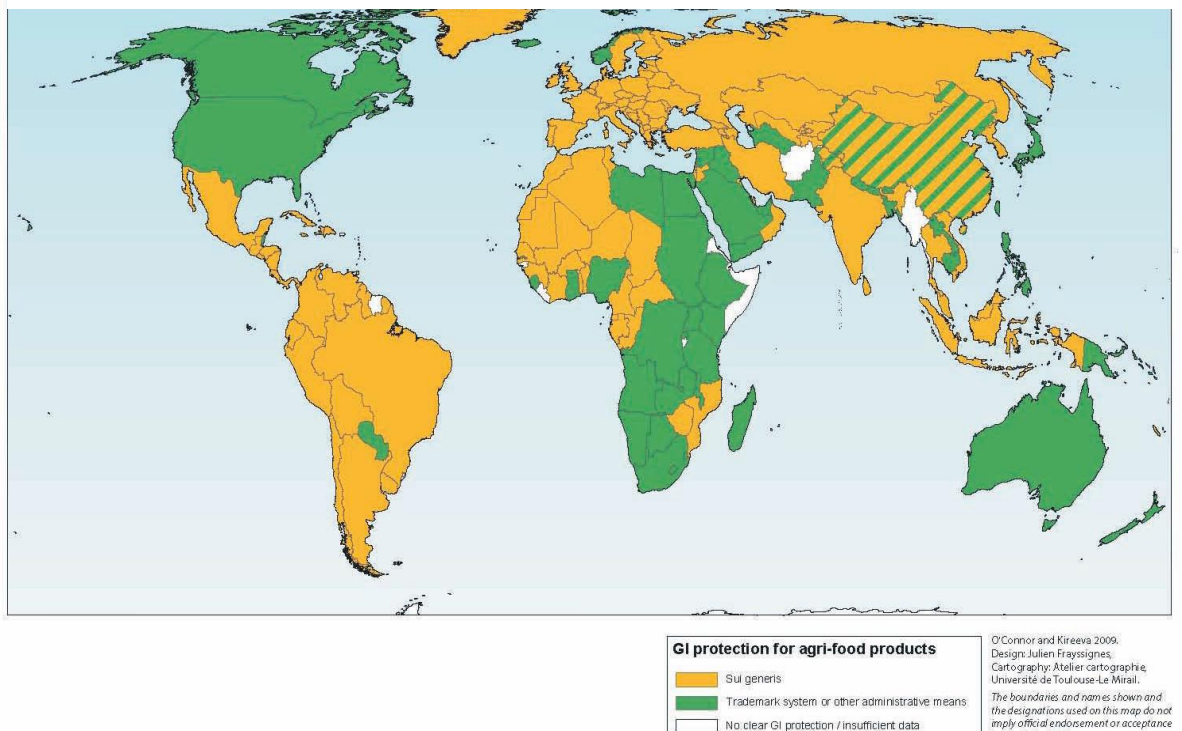 GI protection for agri-food products
Sui generis
Trademark system or other administrative means
No clear GI protection / insufficient data
O'Connor and Kireeva 2009.
Design: Julien Frayssignes,
Cartography: Atelier cartographie,
Université de Toulouse-Le Mirail.
The boundaries and names shown and
the designations used on this map do not
imply official endorsement or acceptance